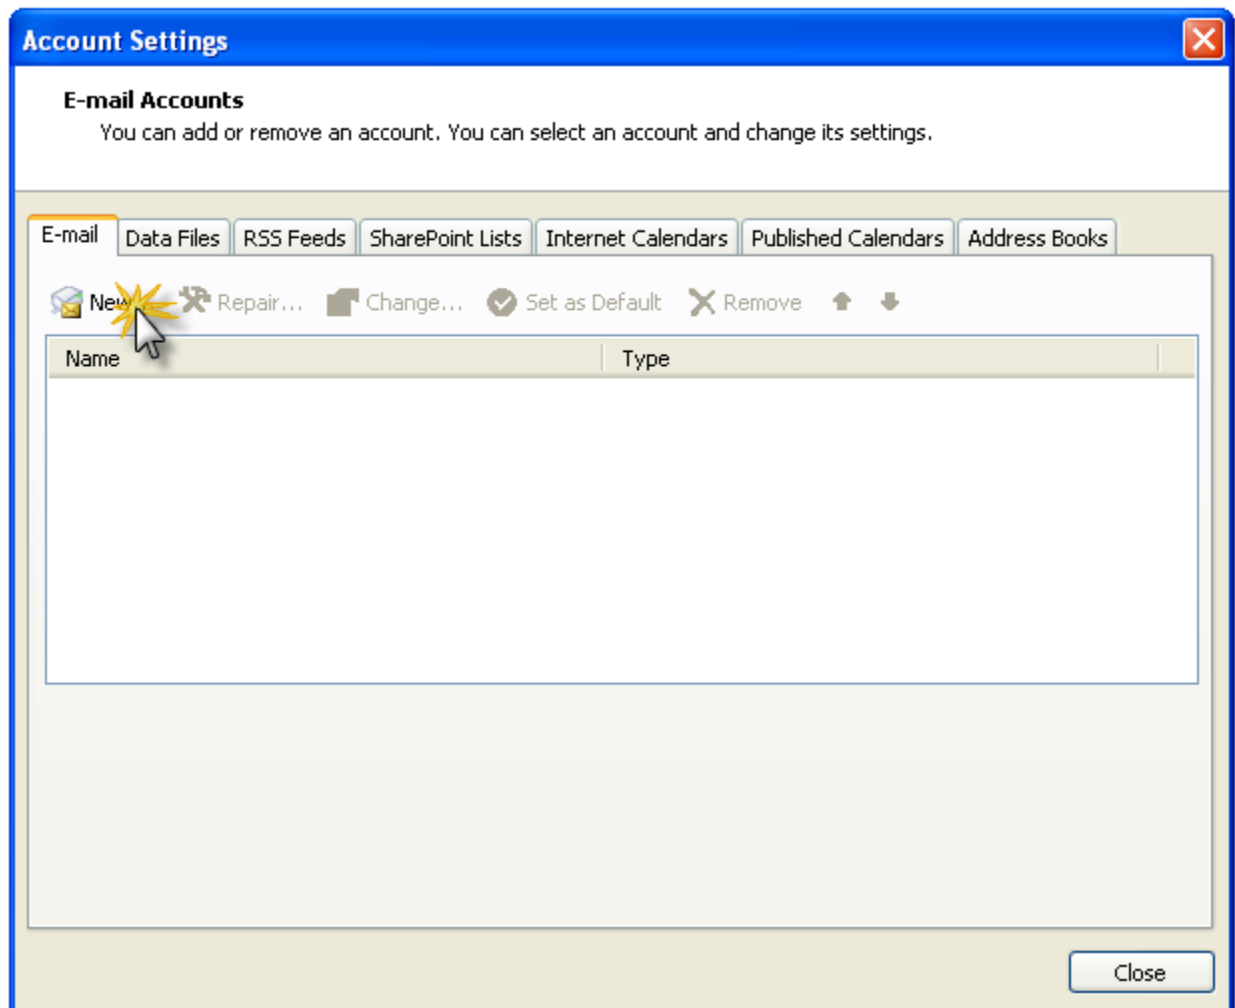 Account Settings
E-mail Accounts
You can add or remove an account. You can select an account and change its settings.
E-mail Data Files RSS Feeds SharePoint Lists Internet Calendars Published Calendars Address Books
New Repair... Change... Set as Default Remove
Name Type
Close